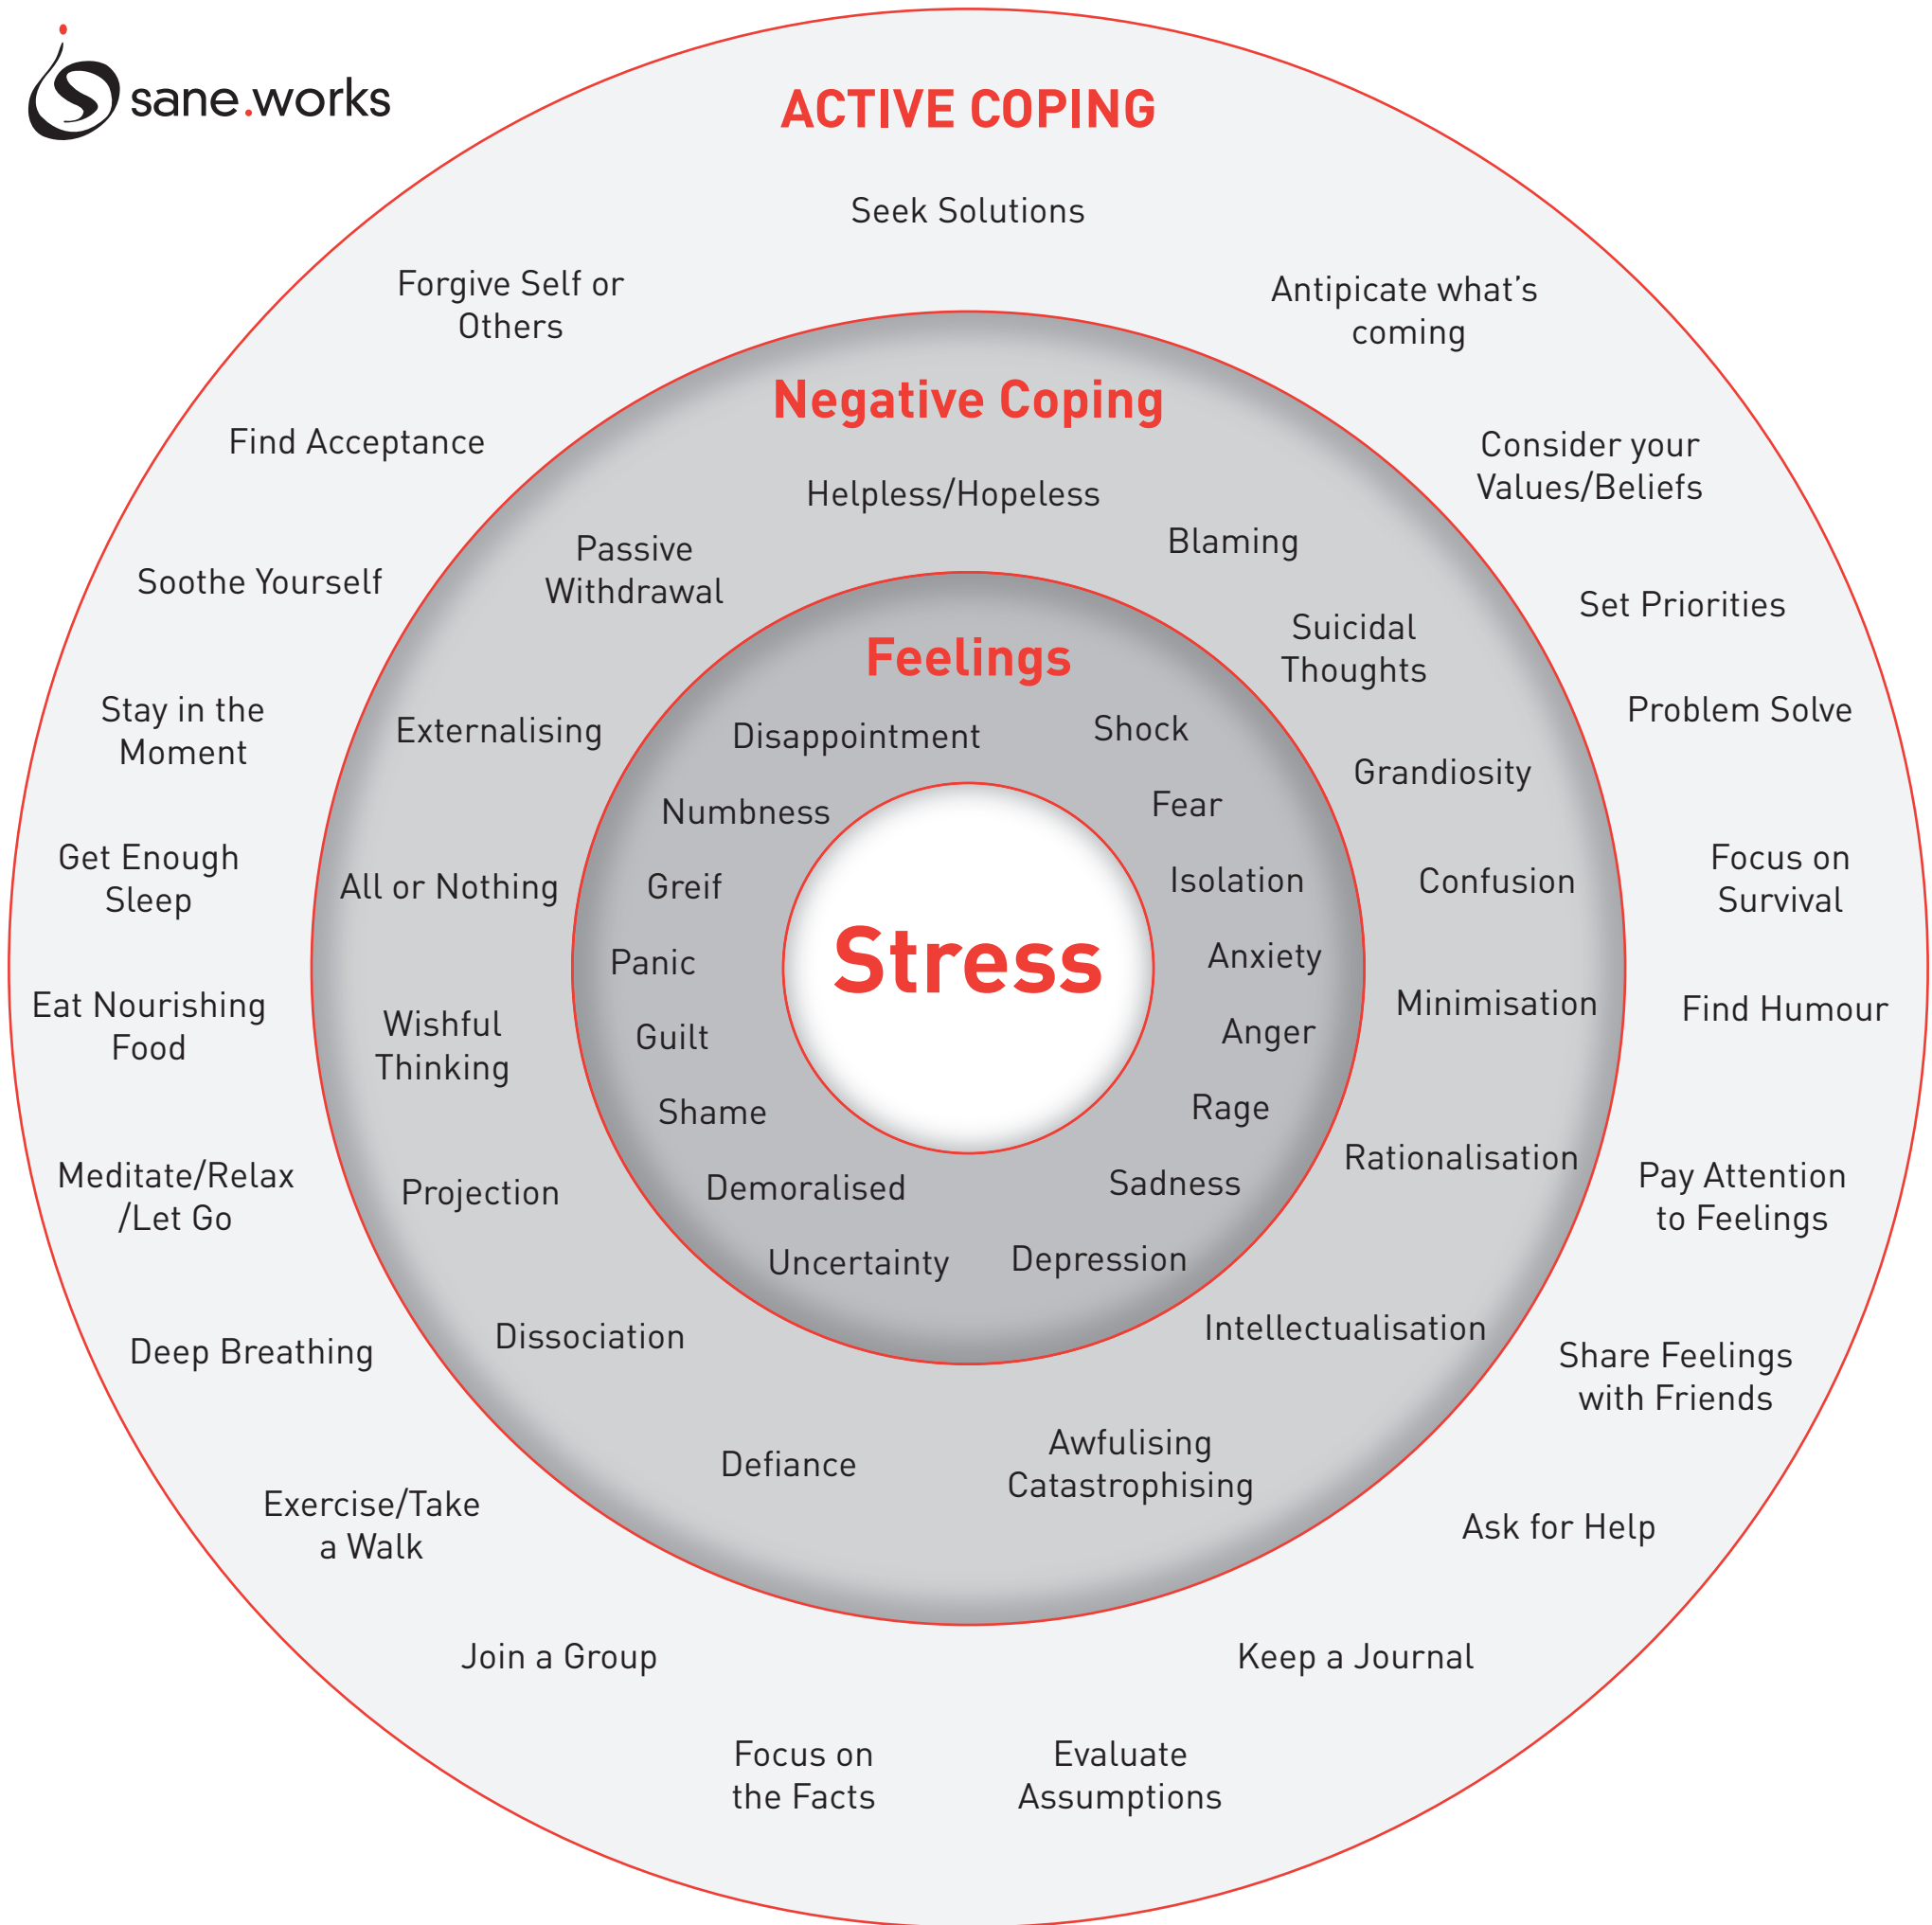 sane.works
ACTIVE COPING
Seek Solutions
Antipicate what's
coming
Consider your
Values/Beliefs
Set Priorities
Problem Solve
Focus on
Survival
Find Humour
Pay Attention
to Feelings
Share Feelings
with Friends
Ask for Help
Keep a Journal
Evaluate
Assumptions
Focus on
the Facts
Join a Group
Exercise/Take
a Walk
Deep Breathing
Meditate/Relax
/Let Go
Eat Nourishing
Food
Get Enough
Sleep
Stay in the
Moment
Soothe Yourself
Find Acceptance
Forgive Self or
Others
Negative Coping
Helpless/Hopeless
Blaming
Suicidal
Thoughts
Grandiosity
Confusion
Minimisation
Rationalisation
Intellectualisation
Awfulising
Catastrophising
Defiance
Dissociation
Projection
Wishful
Thinking
All or Nothing
Externalising
Passive
Withdrawal
Feelings
Shock
Fear
Isolation
Anxiety
Anger
Rage
Sadness
Depression
Uncertainty
Demoralised
Shame
Guilt
Panic
Greif
Numbness
Disappointment
Stress